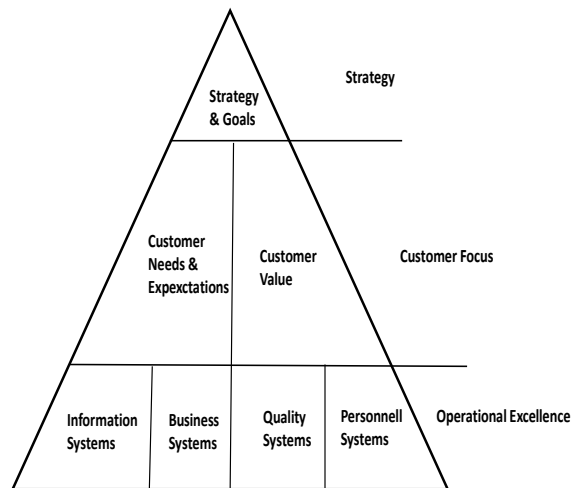 Strategy
& Goals
Strategy
Customer
Needs &
Expexctations
Customer
Value
Customer Focus
Information
Systems
Business
Systems
Quality
Systems
Personnell
Systems
Operational Excellence